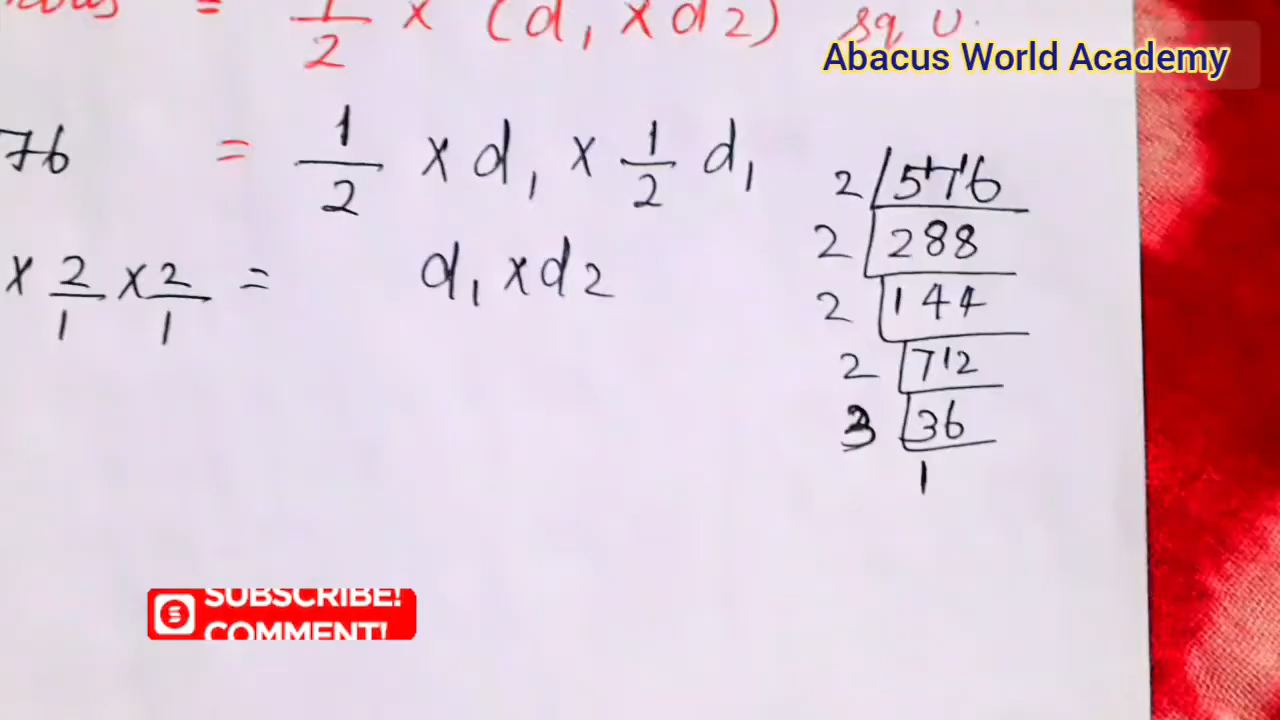 = 1/2 × (d1 × d2) sq u.
Abacus World Academy
76 = 1/2 × d1 × 1/2 d1
× 2/1 × 2/1 = d1 × d2
2 576
2 288
2 144
2 712
3 36
1
SUBSCRIBE!
COMMENT!